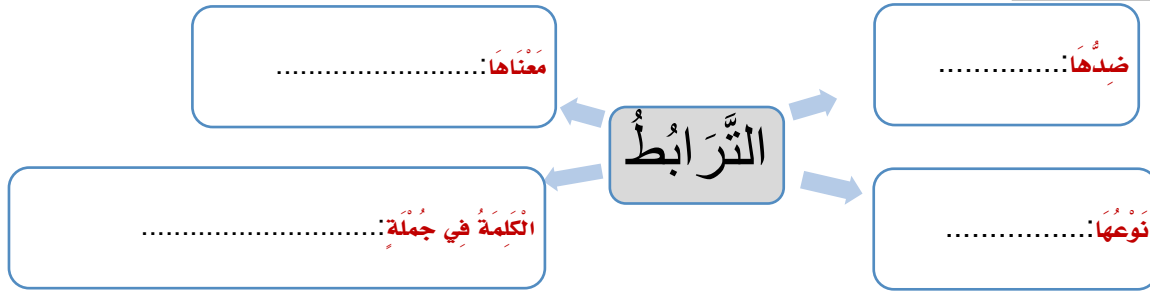 ضِدُّهَا:...............
مَعْنَاهَا:.........................
التَّرَابُطُ
نَوْعُهَا:.................
الْكَلِمَةُ فِي جُمْلَةٍ:.............................